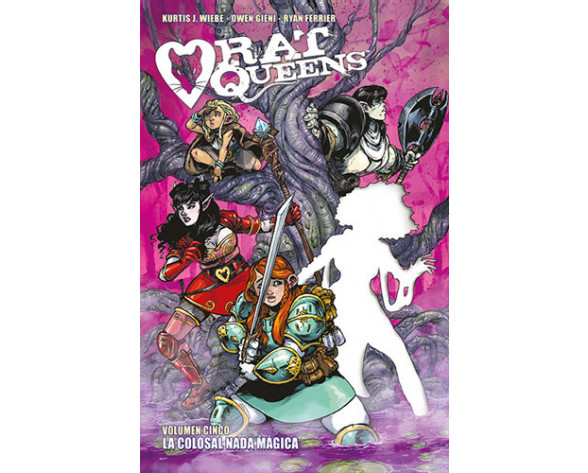 KURTIS J. WIEBE · OWEN GIENI · RYAN FERRIER
RAT
QUEENS
VOLUMEN CINCO
LA COLOSAL NADA MÁGICA